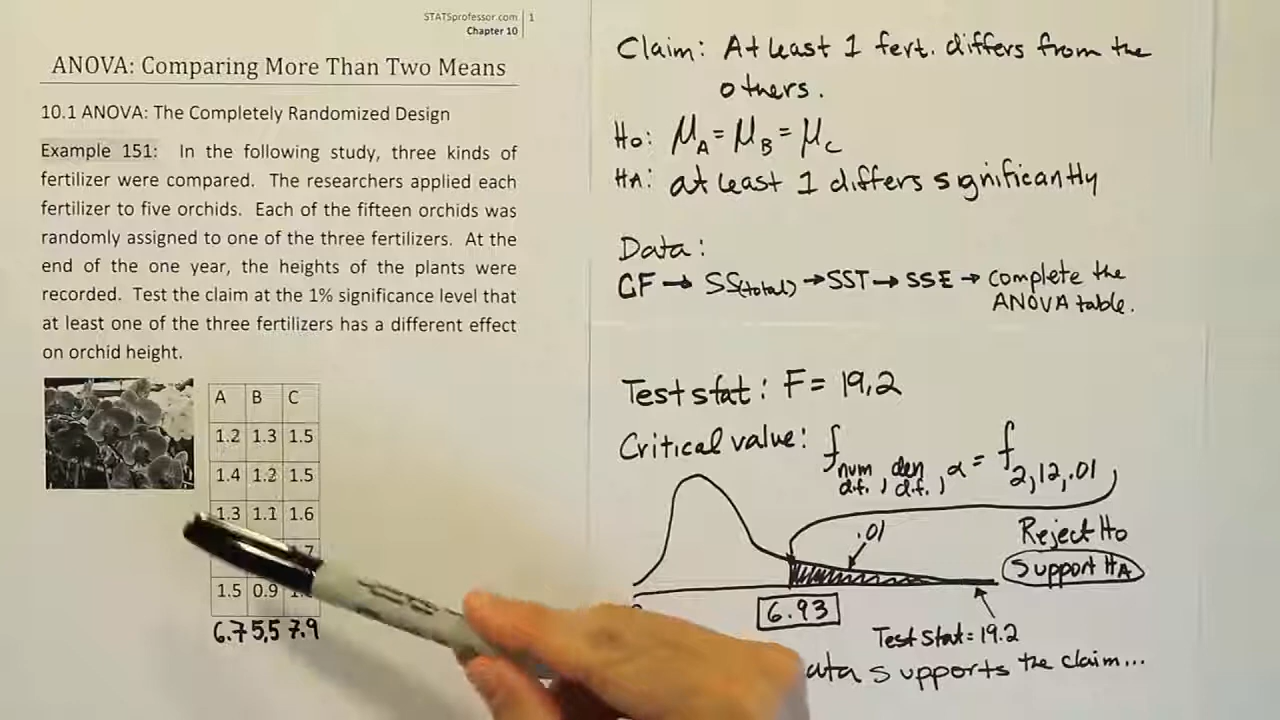 STATSprofessor.com 1
Chapter 10
ANOVA: Comparing More Than Two Means
10.1 ANOVA: The Completely Randomized Design
Example 151: In the following study, three kinds of
fertilizer were compared. The researchers applied each
fertilizer to five orchids. Each of the fifteen orchids was
randomly assigned to one of the three fertilizers. At the
end of the one year, the heights of the plants were
recorded. Test the claim at the 1% significance level that
at least one of the three fertilizers has a different effect
on orchid height.
A B C
1.2 1.3 1.5
1.4 1.2 1.5
1.3 1.1 1.6
1.5 0.9
6.7 5.5 7.9
Claim: At least 1 fert. differs from the
others.
Ho: μA = μB = μC
HA: at least 1 differs significantly
Data:
CF → SS(total) → SST → SSE → complete the
ANOVA table.
Test stat: F = 19.2
Critical value: f num d.f., den d.f., α = f 2,12,.01
.01
Reject Ho
Support HA
6.93
Test stat = 19.2
supports the claim...